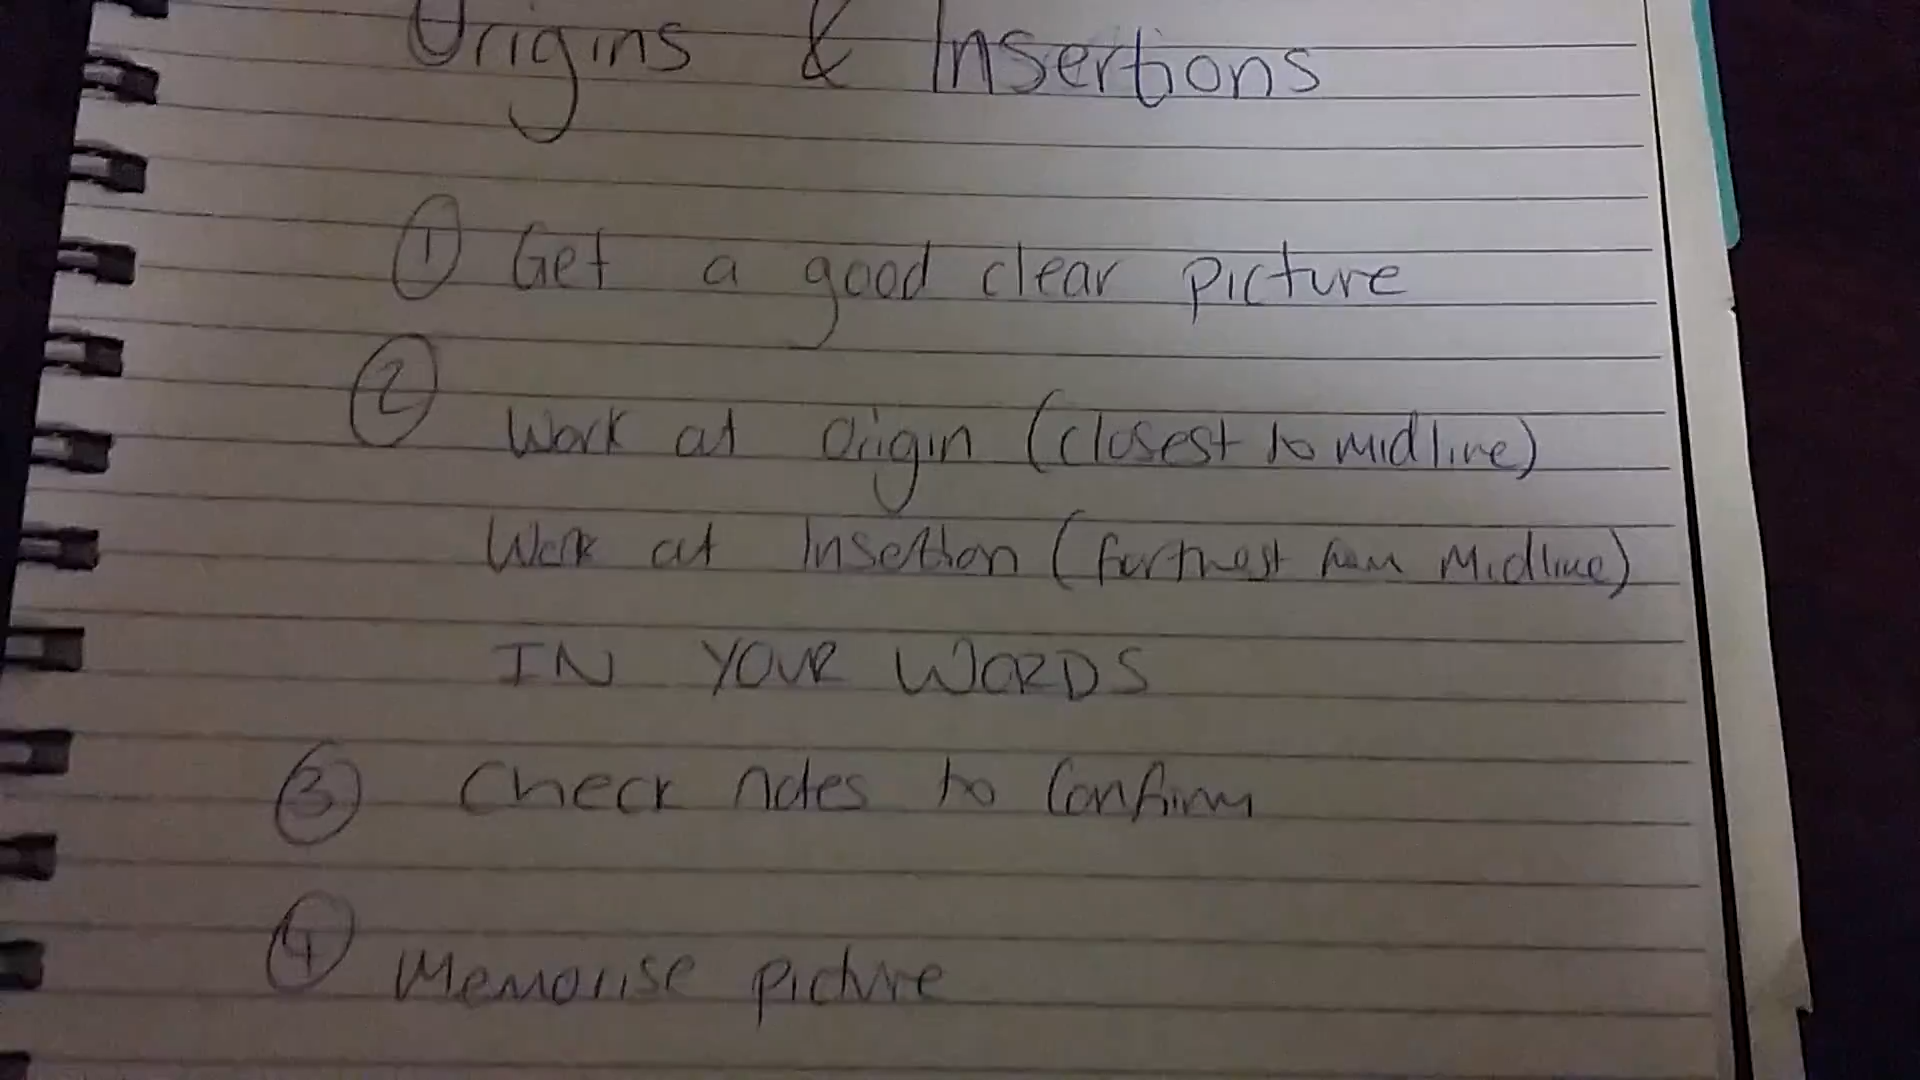 Origins & Insertions
① Get a good clear picture
②
Work at Origin (closest to midline)
Work at Insertion (furthest from Midline)
IN YOUR WORDS
③ Check notes to Confirm
④ Memorise picture